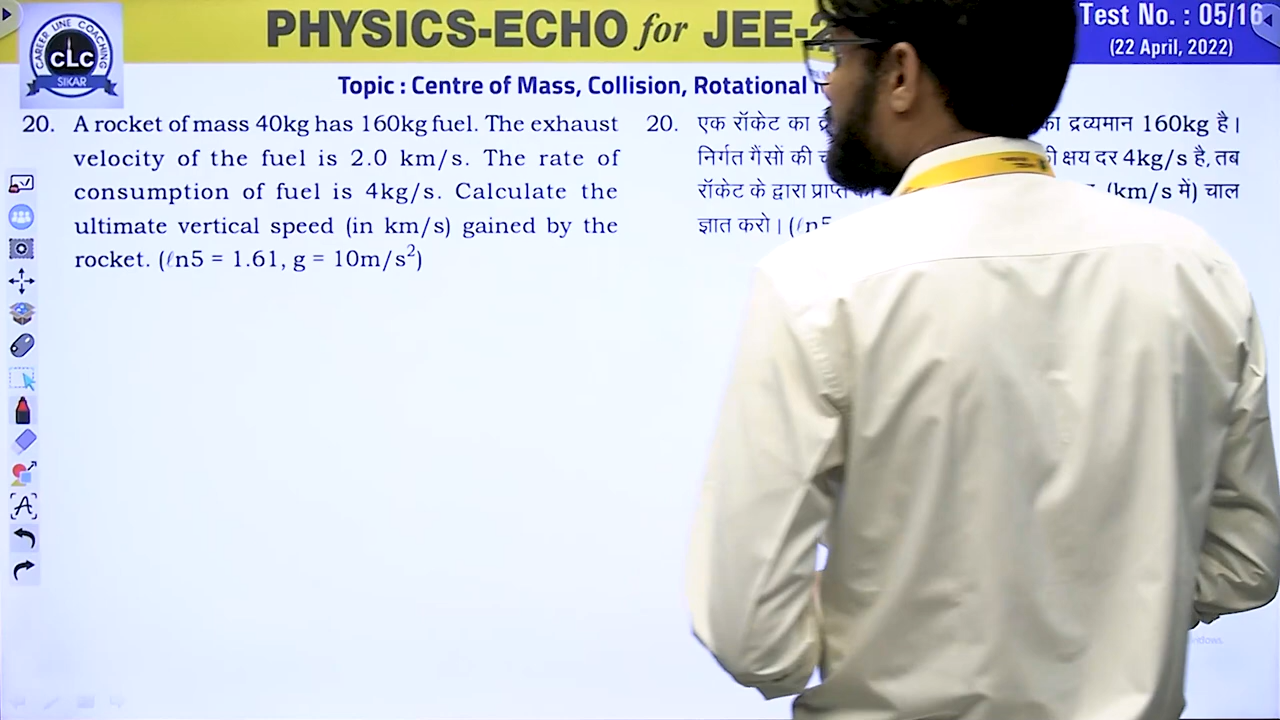 PHYSICS-ECHO for JEE-2
Test No. : 05/16
(22 April, 2022)
CAREER LINE COACHING
CLC
SIKAR
Topic : Centre of Mass, Collision, Rotational
20. A rocket of mass 40kg has 160kg fuel. The exhaust
velocity of the fuel is 2.0 km/s. The rate of
consumption of fuel is 4kg/s. Calculate the
ultimate vertical speed (in km/s) gained by the
rocket. (ℓn5 = 1.61, g = 10m/s²)
20. एक रॉकेट का द्रव्यमान 160kg है।
निर्गत गैंसों की क्षय दर 4kg/s है, तब
रॉकेट के द्वारा प्राप्त (km/s में) चाल
ज्ञात करो। (ℓn5